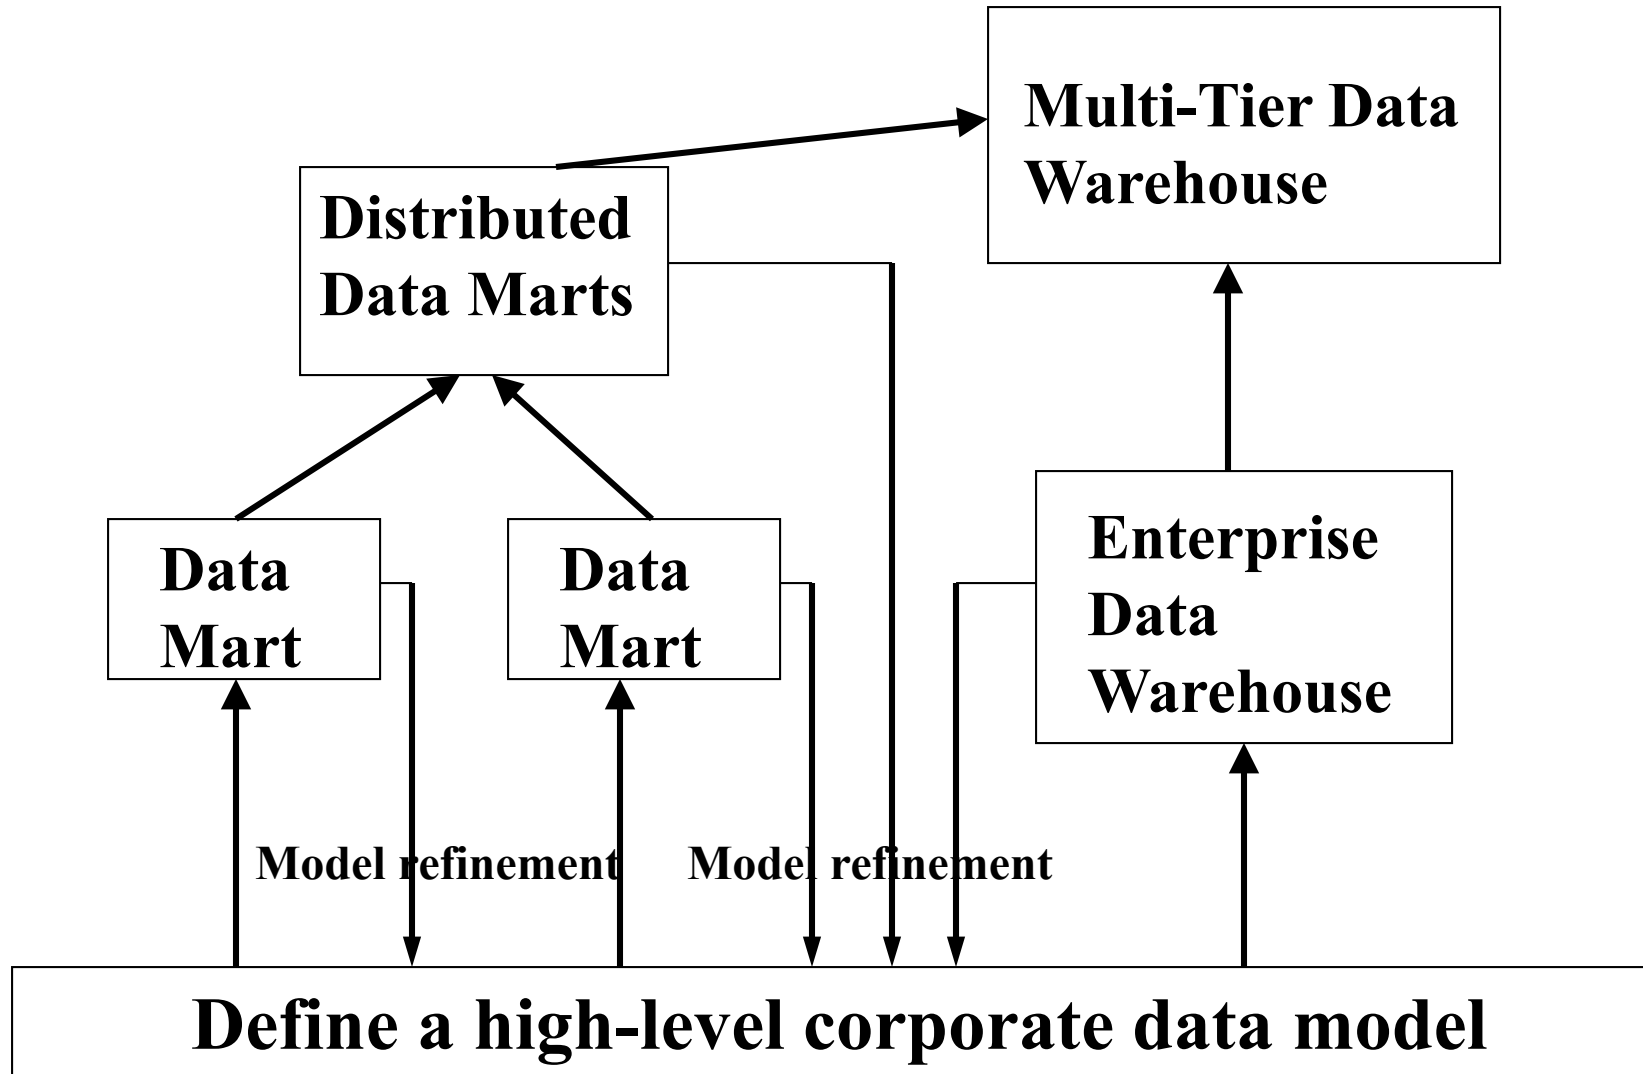 Multi-Tier Data
Warehouse
Distributed
Data Marts
Data
Mart
Data
Mart
Enterprise
Data
Warehouse
Model refinement
Model refinement
Define a high-level corporate data model